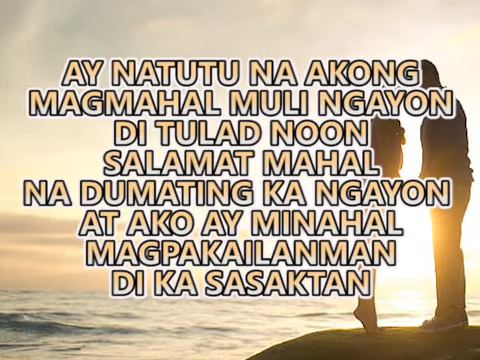 AY NATUTU NA AKONG
MAGMAHAL MULI NGAYON
DI TULAD NOON
SALAMAT MAHAL
NA DUMATING KA NGAYON
AT AKO AY MINAHAL
MAGPAKAILANMAN
DI KA SASAKTAN